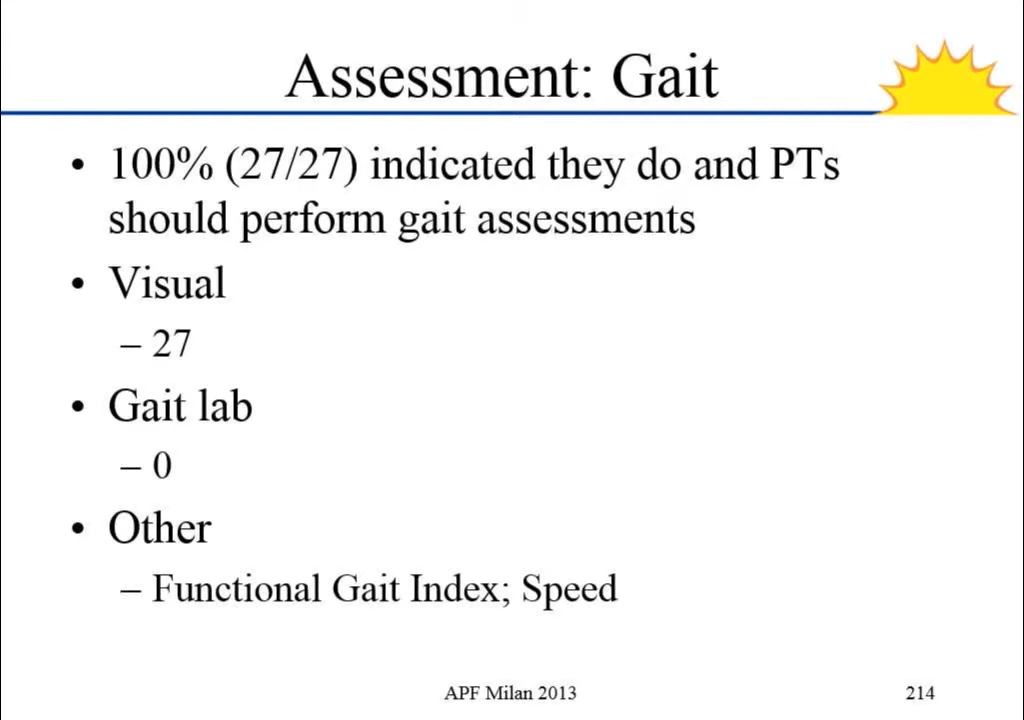 Assessment: Gait
• 100% (27/27) indicated they do and PTs
should perform gait assessments
• Visual
– 27
• Gait lab
– 0
• Other
– Functional Gait Index; Speed
APF Milan 2013
214